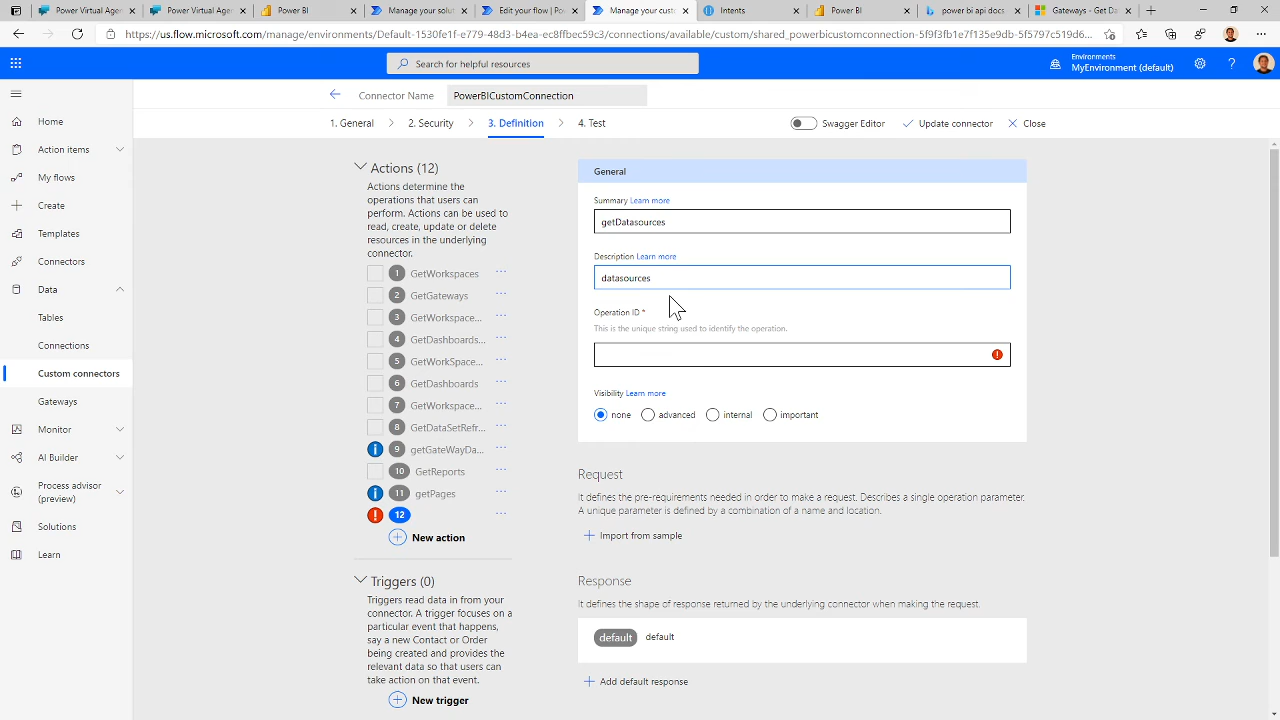 Power Virtual Agen
Power Virtual Agen
Power BI
Manage your solut
Edit your flow | Po
Manage your custo
Intents
Power BI
power bi api docs
Gateways - Get Da
https://us.flow.microsoft.com/manage/environments/Default-1530fe1f-e779-48d3-b4ea-ec8ffbec59c3/connections/available/custom/shared_powerbicustomconnection-5f9f3fb1e7f135e9db-5f5797c519d6...
Search for helpful resources
Environments
MyEnvironment (default)
Connector Name
PowerBICustomConnection
1. General
2. Security
3. Definition
4. Test
Swagger Editor
Update connector
Close
Home
Action items
My flows
Create
Templates
Connectors
Data
Tables
Connections
Custom connectors
Gateways
Monitor
AI Builder
Process advisor
(preview)
Solutions
Learn
Actions (12)
Actions determine the
operations that users can
perform. Actions can be used to
read, create, update or delete
resources in the underlying
connector.
1 GetWorkspaces ...
2 GetGateways ...
3 GetWorkspace... ...
4 GetDashboards... ...
5 GetWorkSpace... ...
6 GetDashboards ...
7 GetWorkspace... ...
8 GetDataSetRefr... ...
9 getGateWayDa... ...
10 GetReports ...
11 getPages ...
12 ...
New action
Triggers (0)
Triggers read data in from your
connector. A trigger focuses on a
particular event that happens,
say a new Contact or Order
being created and provides the
relevant data so that users can
take action on that event.
New trigger
General
Summary Learn more
getDatasources
Description Learn more
datasources
Operation ID *
This is the unique string used to identify the operation.
Visibility Learn more
none
advanced
internal
important
Request
It defines the pre-requirements needed in order to make a request. Describes a single operation parameter.
A unique parameter is defined by a combination of a name and location.
Import from sample
Response
It defines the shape of response returned by the underlying connector when making the request.
default default
Add default response